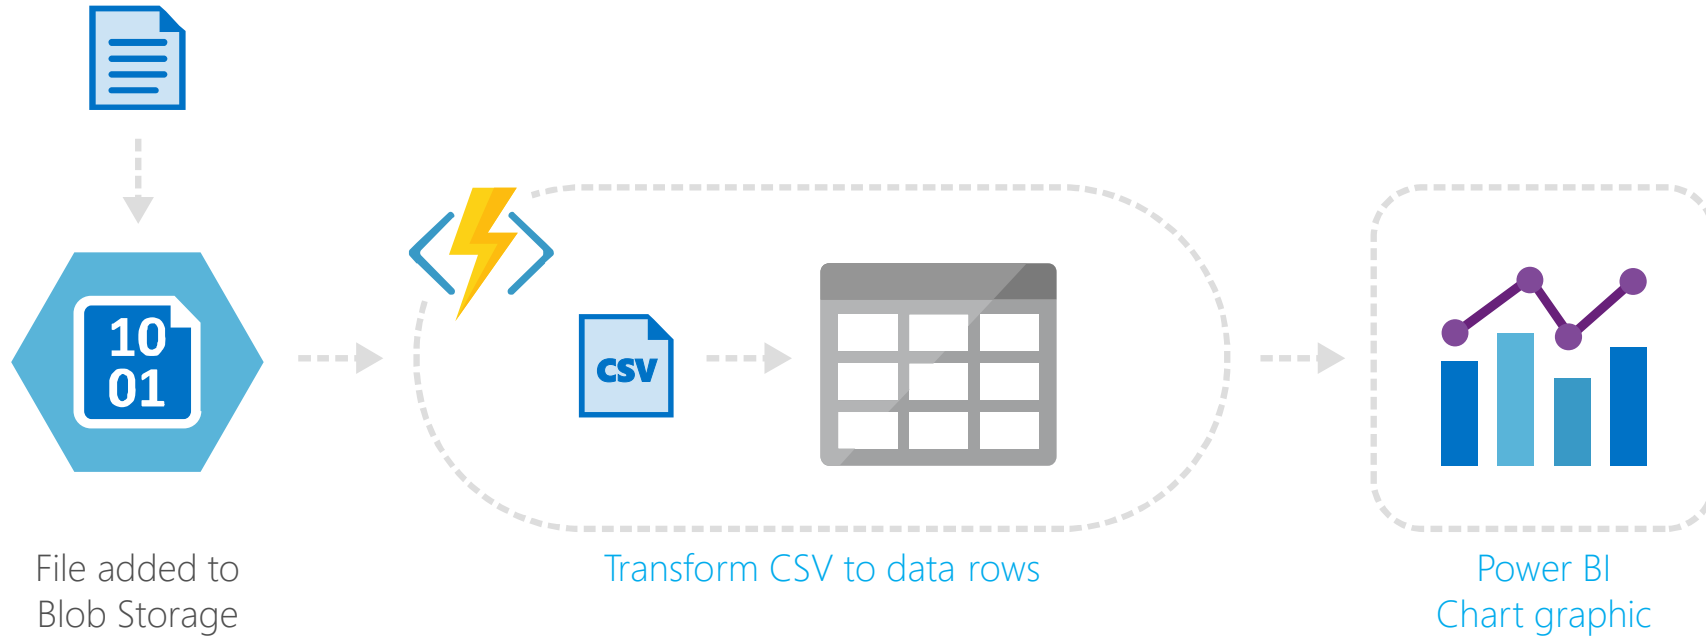 10
01
CSV
File added to
Blob Storage
Transform CSV to data rows
Power BI
Chart graphic